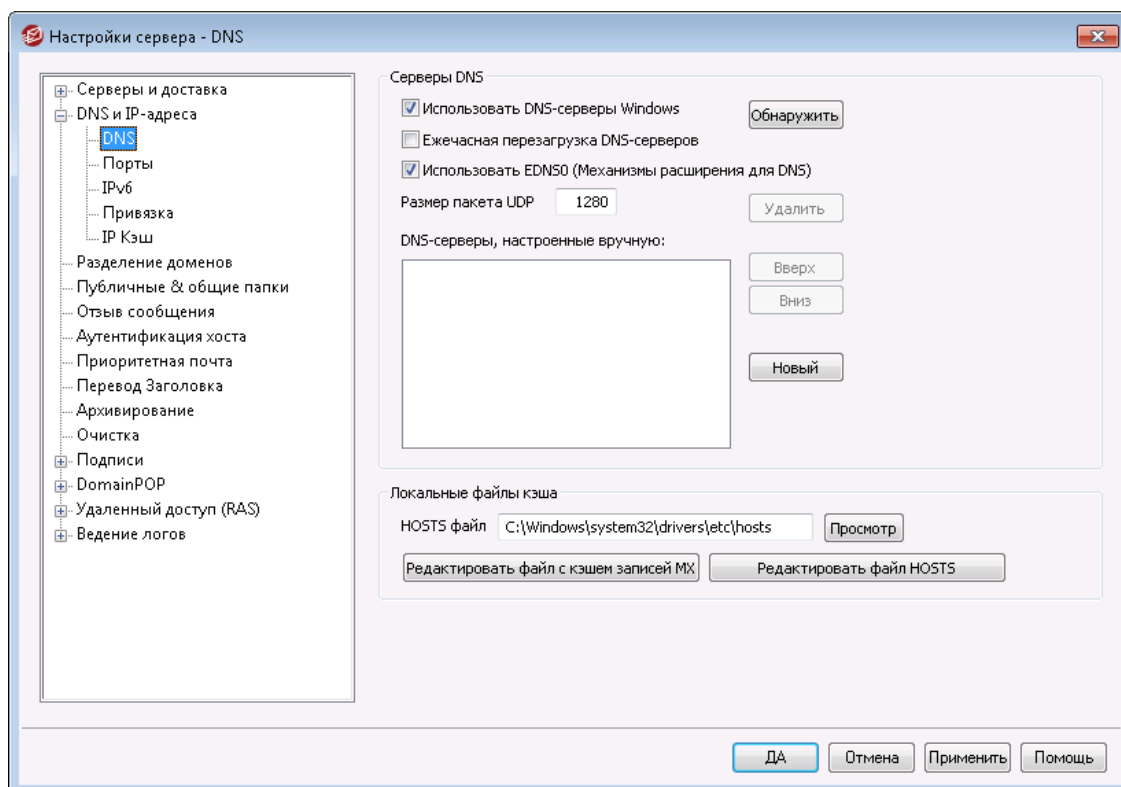 Настройки сервера - DNS
Серверы и доставка
DNS и IP-адреса
DNS
Порты
IPv6
Привязка
IP Кэш
Разделение доменов
Публичные & общие папки
Отзыв сообщения
Аутентификация хоста
Приоритетная почта
Перевод Заголовка
Архивирование
Очистка
Подписи
DomainPOP
Удаленный доступ (RAS)
Ведение логов
Серверы DNS
Использовать DNS-серверы Windows
Обнаружить
Ежечасная перезагрузка DNS-серверов
Использовать EDNS0 (Механизмы расширения для DNS)
Размер пакета UDP 1280
Удалить
DNS-серверы, настроенные вручную:
Вверх
Вниз
Новый
Локальные файлы кэша
HOSTS файл C:\Windows\system32\drivers\etc\hosts Просмотр
Редактировать файл с кэшем записей MX Редактировать файл HOSTS
ДА Отмена Применить Помощь